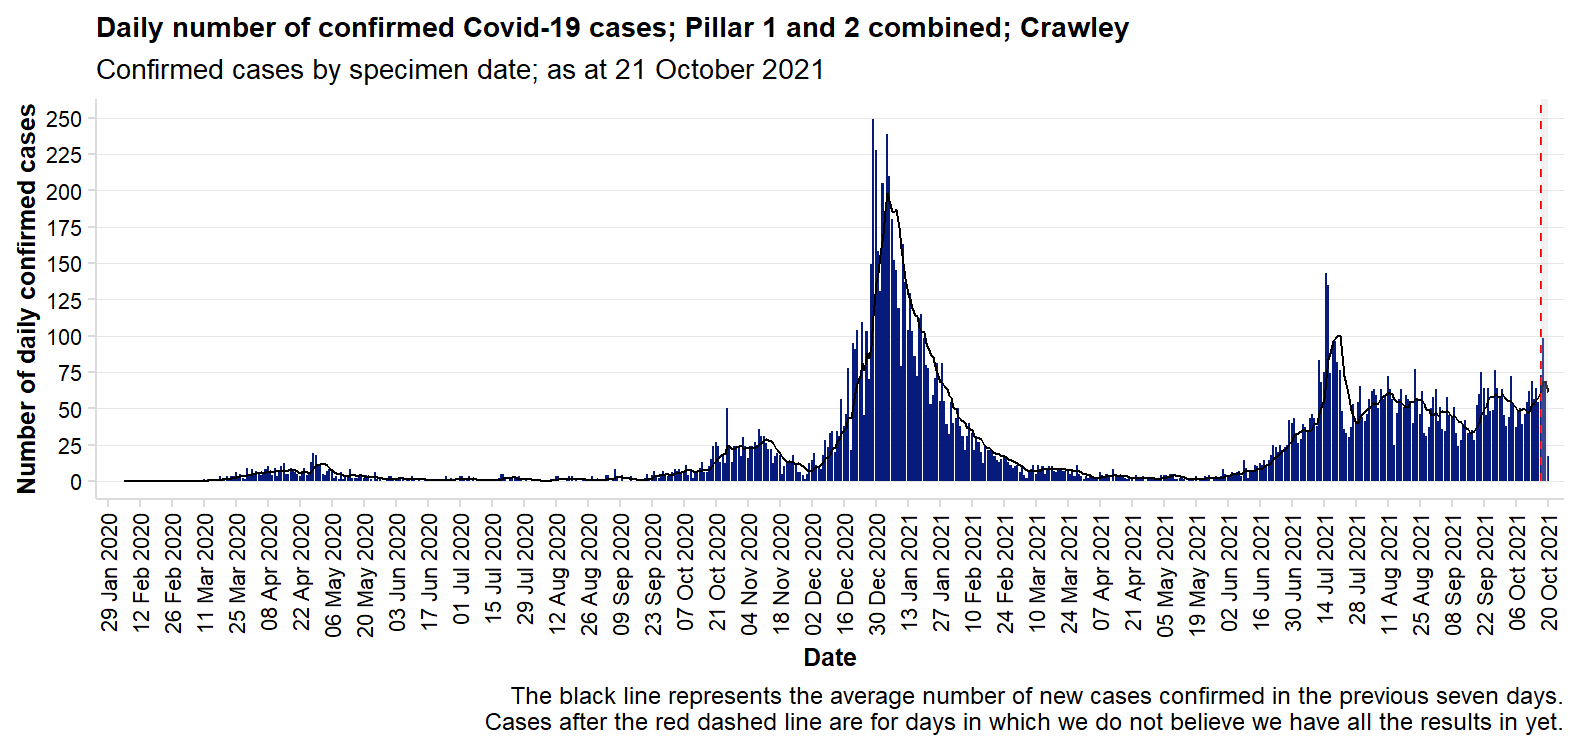 Daily number of confirmed Covid-19 cases; Pillar 1 and 2 combined; Crawley
Confirmed cases by specimen date; as at 21 October 2021
Number of daily confirmed cases
250
225
200
175
150
125
100
75
50
25
0
29 Jan 2020
12 Feb 2020
26 Feb 2020
11 Mar 2020
25 Mar 2020
08 Apr 2020
22 Apr 2020
06 May 2020
20 May 2020
03 Jun 2020
17 Jun 2020
01 Jul 2020
15 Jul 2020
29 Jul 2020
12 Aug 2020
26 Aug 2020
09 Sep 2020
23 Sep 2020
07 Oct 2020
21 Oct 2020
04 Nov 2020
18 Nov 2020
02 Dec 2020
16 Dec 2020
30 Dec 2020
13 Jan 2021
27 Jan 2021
10 Feb 2021
24 Feb 2021
10 Mar 2021
24 Mar 2021
07 Apr 2021
21 Apr 2021
05 May 2021
19 May 2021
02 Jun 2021
16 Jun 2021
30 Jun 2021
14 Jul 2021
28 Jul 2021
11 Aug 2021
25 Aug 2021
08 Sep 2021
22 Sep 2021
06 Oct 2021
20 Oct 2021
Date
The black line represents the average number of new cases confirmed in the previous seven days.
Cases after the red dashed line are for days in which we do not believe we have all the results in yet.